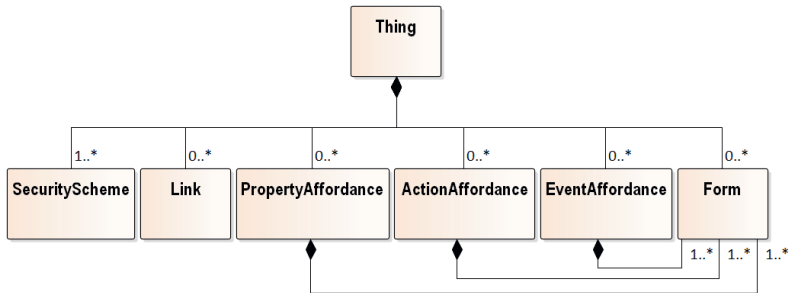 Thing
1..* 0..* 0..* 0..* 0..* 0..*
SecurityScheme Link PropertyAffordance ActionAffordance EventAffordance Form
1..* 1..* 1..*